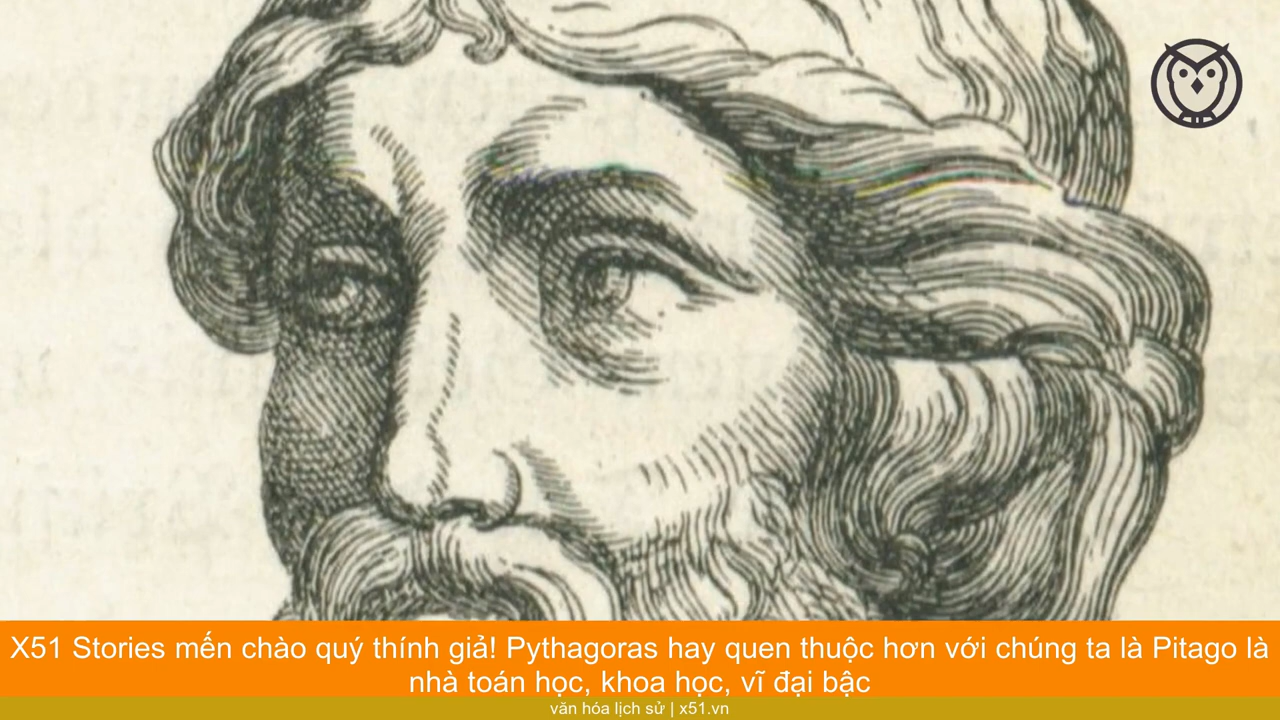 X51 Stories mến chào quý thính giả! Pythagoras hay quen thuộc hơn với chúng ta là Pitago là
nhà toán học, khoa học, vĩ đại bậc
văn hóa lịch sử | x51.vn